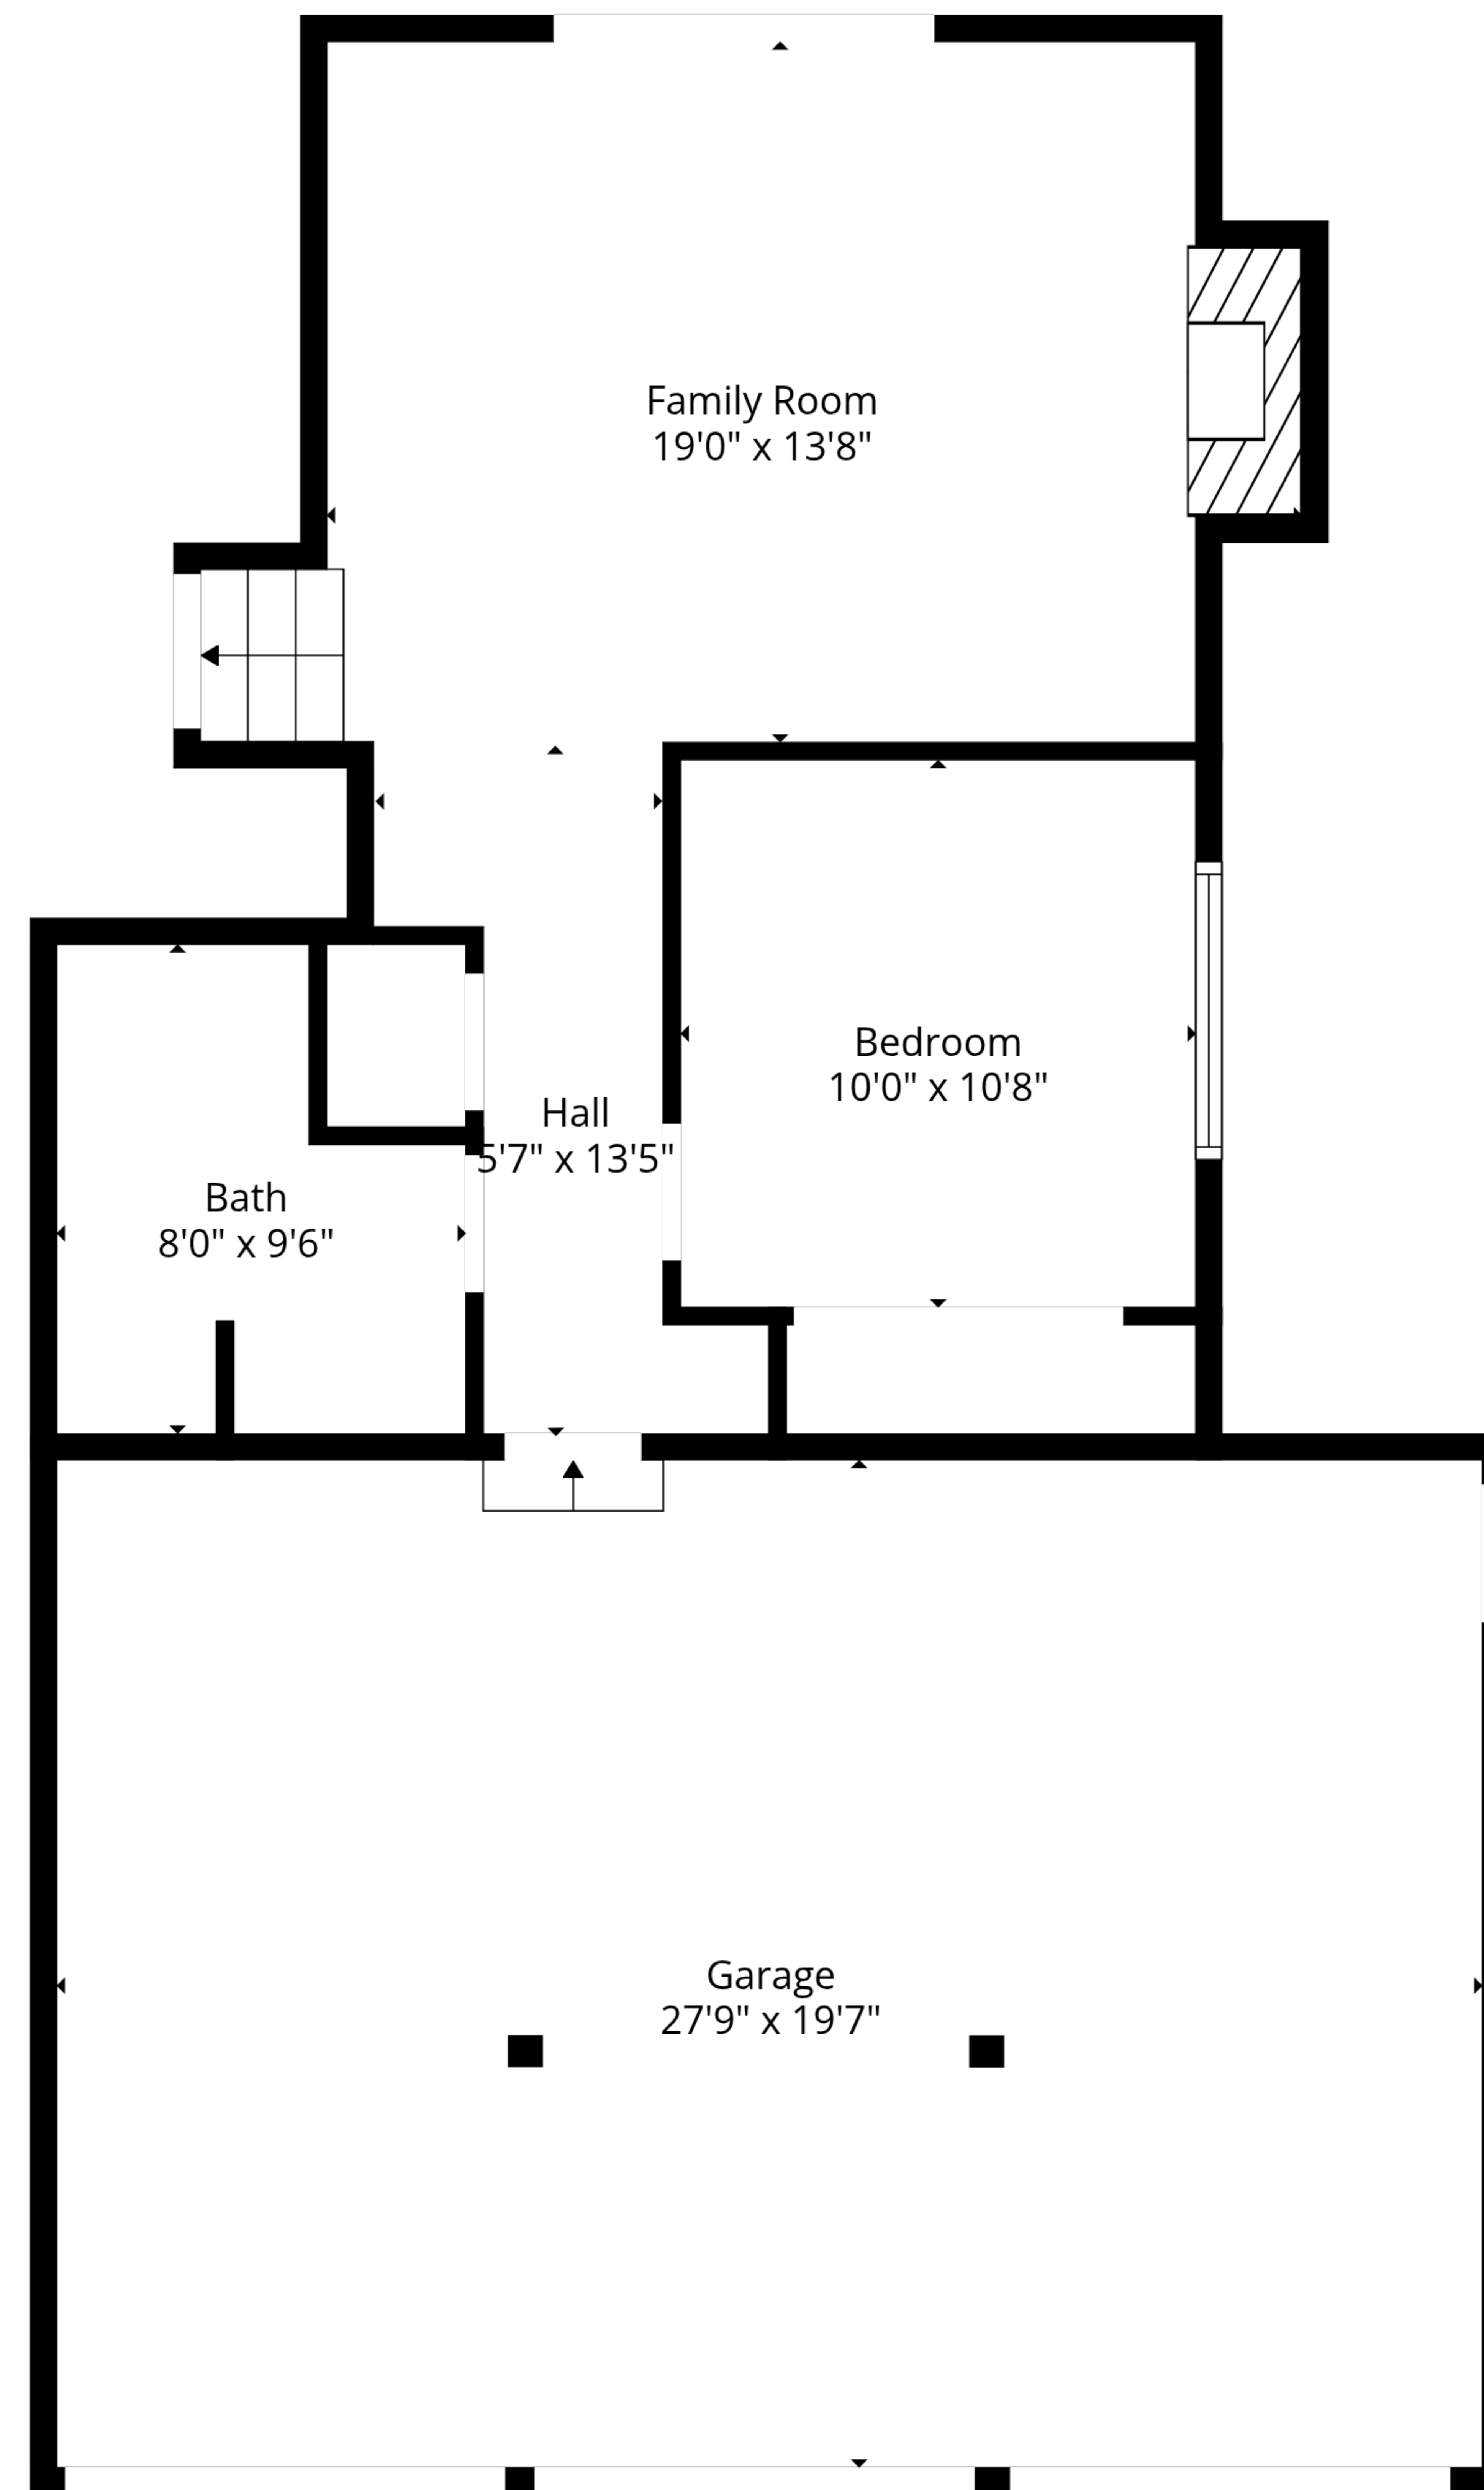 Family Room
19'0" x 13'8"
Bedroom
10'0" x 10'8"
Hall
5'7" x 13'5"
Bath
8'0" x 9'6"
Garage
27'9" x 19'7"